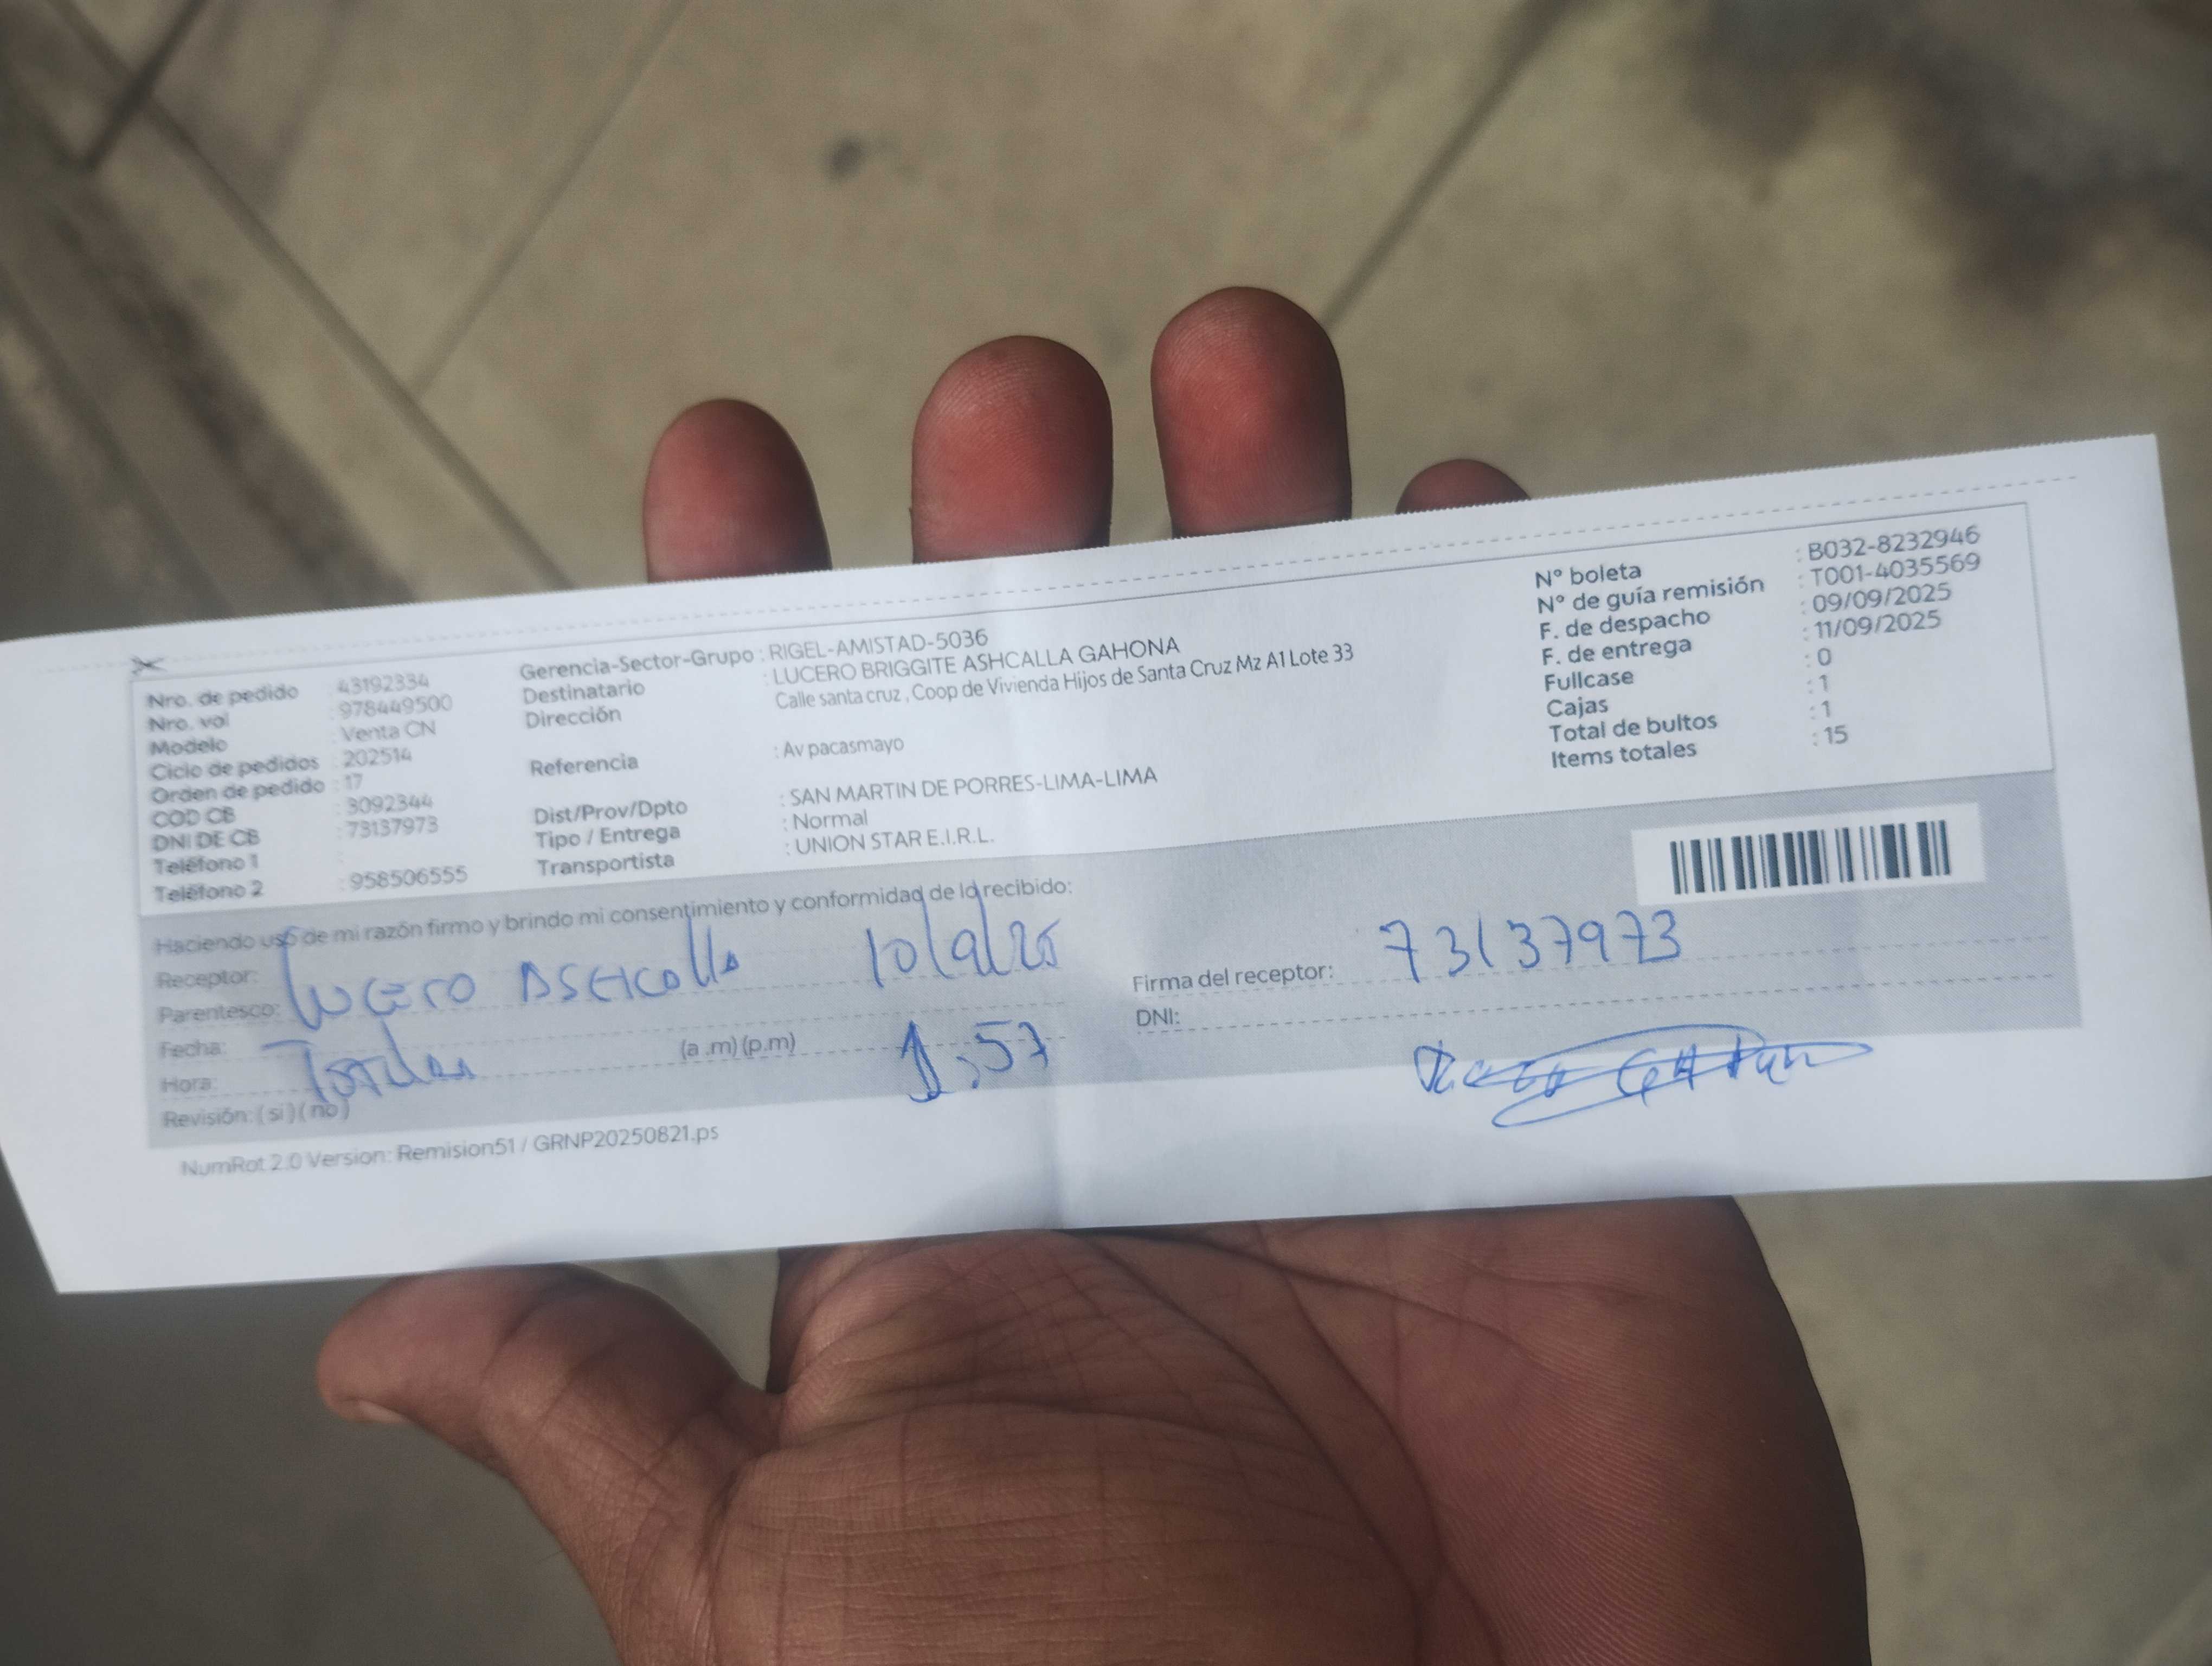 Nro. de pedido : 43192334
Nro. val : 978449500
Modelo : Venta CN
Ciclo de pedidos : 202514
Orden de pedido : 17
COD CB : 3092344
DNI DE CB : 73137973
Teléfono 1 :
Teléfono 2 : 958506555
Gerencia-Sector-Grupo : RIGEL-AMISTAD-5036
Destinatario : LUCERO BRIGGITE ASHCALLA GAHONA
Dirección : Calle santa cruz , Coop de Vivienda Hijos de Santa Cruz Mz A1 Lote 33
Referencia : Av pacasmayo
Dist/Prov/Dpto : SAN MARTIN DE PORRES-LIMA-LIMA
Tipo / Entrega : Normal
Transportista : UNION STAR E.I.R.L.
N° boleta : B032-8232946
N° de guía remisión : T001-4035569
F. de despacho : 09/09/2025
F. de entrega : 11/09/2025
Fullcase : 0
Cajas : 1
Total de bultos : 1
Items totales : 15
Haciendo uso de mi razón firmo y brindo mi consentimiento y conformidad de lo recibido:
Receptor:
Lucero 10/9/25
Parentesco:
Fecha:
Hora: (a .m) (p.m) 1:57
Revisión: ( si ) ( no )
Firma del receptor: 73137973
DNI:
NumRot 2.0 Version: Remision51 / GRNP20250821.ps